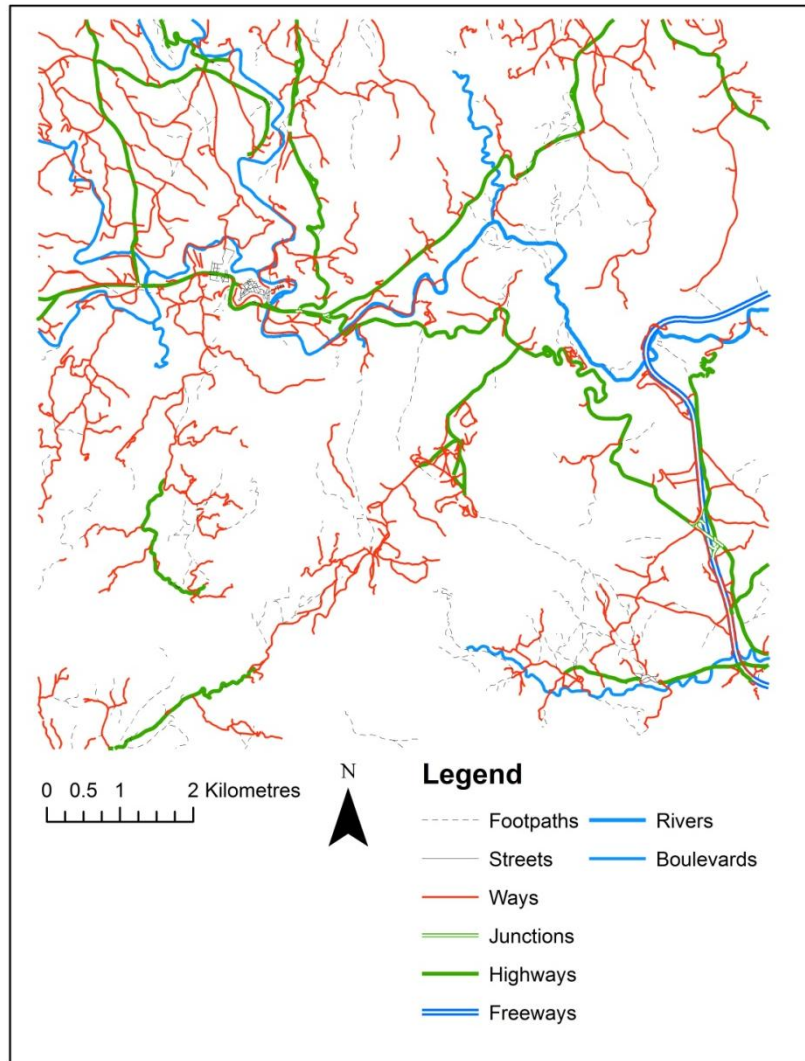 0 0.5 1 2 Kilometres
N
Legend
Footpaths
Streets
Ways
Junctions
Highways
Freeways
Rivers
Boulevards